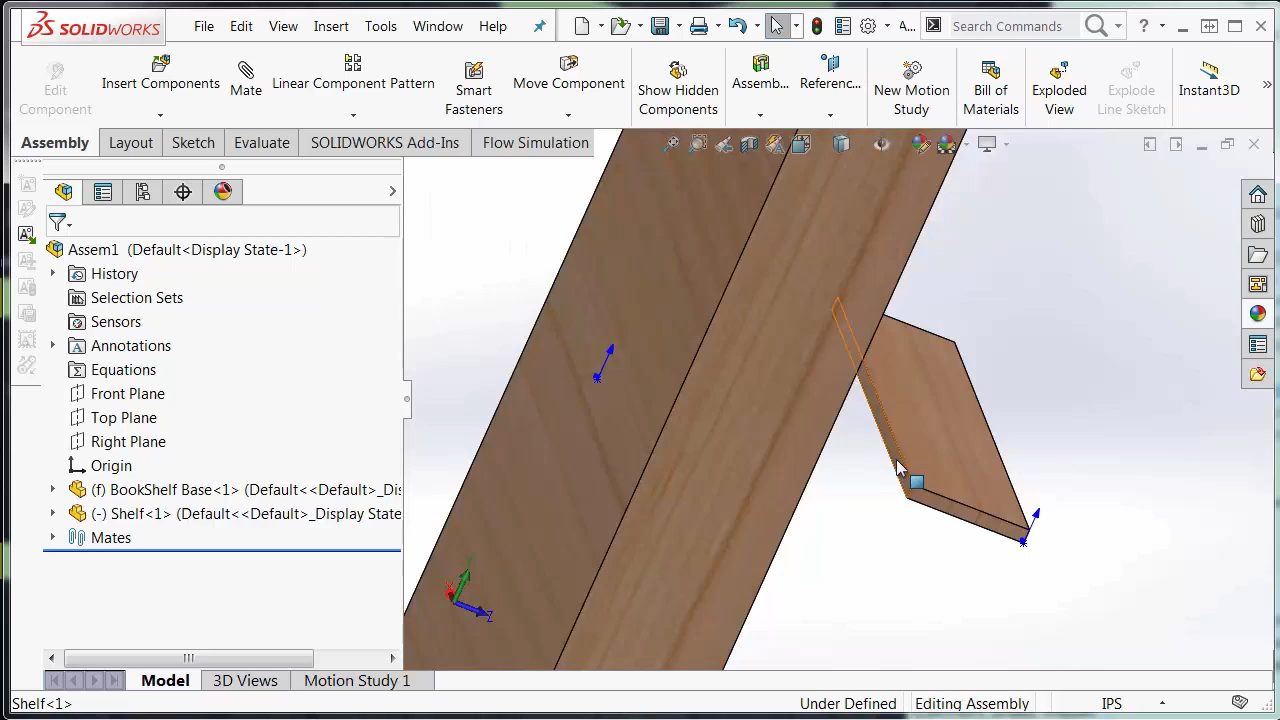 SOLIDWORKS File Edit View Insert Tools Window Help A... Search Commands ?
Edit Component Insert Components Mate Linear Component Pattern Smart Fasteners Move Component Show Hidden Components Assemb... Referenc... New Motion Study Bill of Materials Exploded View Explode Line Sketch Instant3D
Assembly Layout Sketch Evaluate SOLIDWORKS Add-Ins Flow Simulation
Assem1 (Default<Display State-1>)
History
Selection Sets
Sensors
Annotations
Equations
Front Plane
Top Plane
Right Plane
Origin
(f) BookShelf Base<1> (Default<<Default>_Dis
(-) Shelf<1> (Default<<Default>_Display State
Mates
Z
Model 3D Views Motion Study 1
Shelf<1> Under Defined Editing Assembly IPS